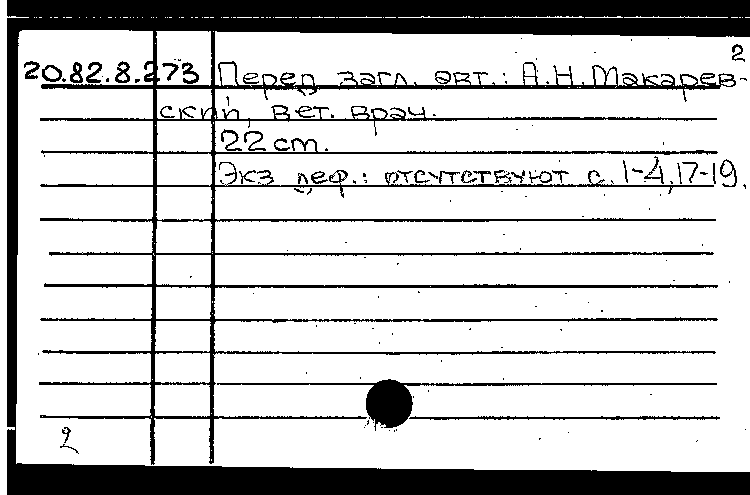 2
20.82.8.273 Перед загл. авт.: А.Н.Макарев-
ский, вет. врач.
22 cm.
Экз деф.: отсутствуют с. 1-4,17-19.
2